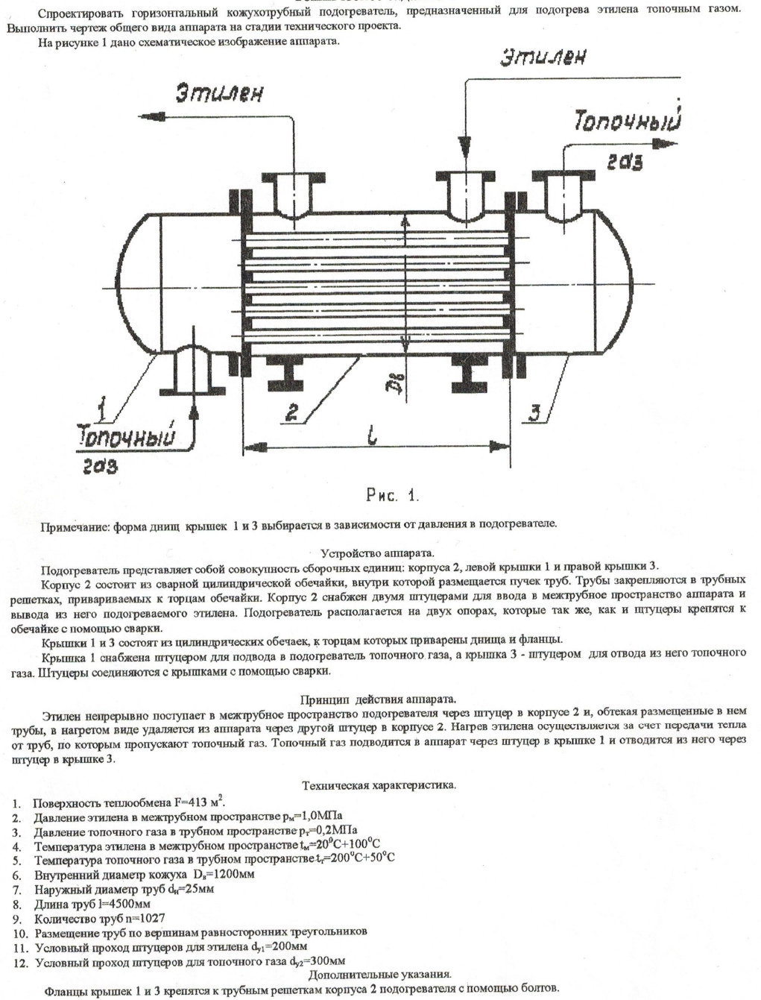 Спроектировать горизонтальный кожухотрубный подогреватель, предназначенный для подогрева этилена топочным газом.
Выполнить чертеж общего вида аппарата на стадии технического проекта.
На рисунке 1 дано схематическое изображение аппарата.
Этилен
Этилен
Топочный
газ
1
2
3
Dв
Топочный
газ
l
Рис. 1.
Примечание: форма днищ крышек 1 и 3 выбирается в зависимости от давления в подогревателе.
Устройство аппарата.
Подогреватель представляет собой совокупность сборочных единиц: корпуса 2, левой крышки 1 и правой крышки 3.
Корпус 2 состоит из сварной цилиндрической обечайки, внутри которой размещается пучек труб. Трубы закрепляются в трубных
решетках, привариваемых к торцам обечайки. Корпус 2 снабжен двумя штуцерами для ввода в межтрубное пространство аппарата и
вывода из него подогреваемого этилена. Подогреватель располагается на двух опорах, которые так же, как и штуцеры крепятся к
обечайке с помощью сварки.
Крышки 1 и 3 состоят из цилиндрических обечаек, к торцам которых приварены днища и фланцы.
Крышка 1 снабжена штуцером для подвода в подогреватель топочного газа, а крышка 3 - штуцером для отвода из него топочного
газа. Штуцеры соединяются с крышками с помощью сварки.
Принцип действия аппарата.
Этилен непрерывно поступает в межтрубное пространство подогревателя через штуцер в корпусе 2 и, обтекая размещенные в нем
трубы, в нагретом виде удаляется из аппарата через другой штуцер в корпусе 2. Нагрев этилена осуществляется за счет передачи тепла
от труб, по которым пропускают топочный газ. Топочный газ подводится в аппарат через штуцер в крышке 1 и отводится из него через
штуцер в крышке 3.
Техническая характеристика.
1. Поверхность теплообмена F=413 м².
2. Давление этилена в межтрубном пространстве pм=1,0МПа
3. Давление топочного газа в трубном пространстве pт=0,2МПа
4. Температура этилена в межтрубном пространстве tм=20⁰С+100⁰С
5. Температура топочного газа в трубном пространстве tт=200⁰С+50⁰С
6. Внутренний диаметр кожуха Dв=1200мм
7. Наружный диаметр труб dн=25мм
8. Длина труб l=4500мм
9. Количество труб n=1027
10. Размещение труб по вершинам равносторонних треугольников
11. Условный проход штуцеров для этилена dу1=200мм
12. Условный проход штуцеров для топочного газа dу2=300мм
Дополнительные указания.
Фланцы крышек 1 и 3 крепятся к трубным решеткам корпуса 2 подогревателя с помощью болтов.